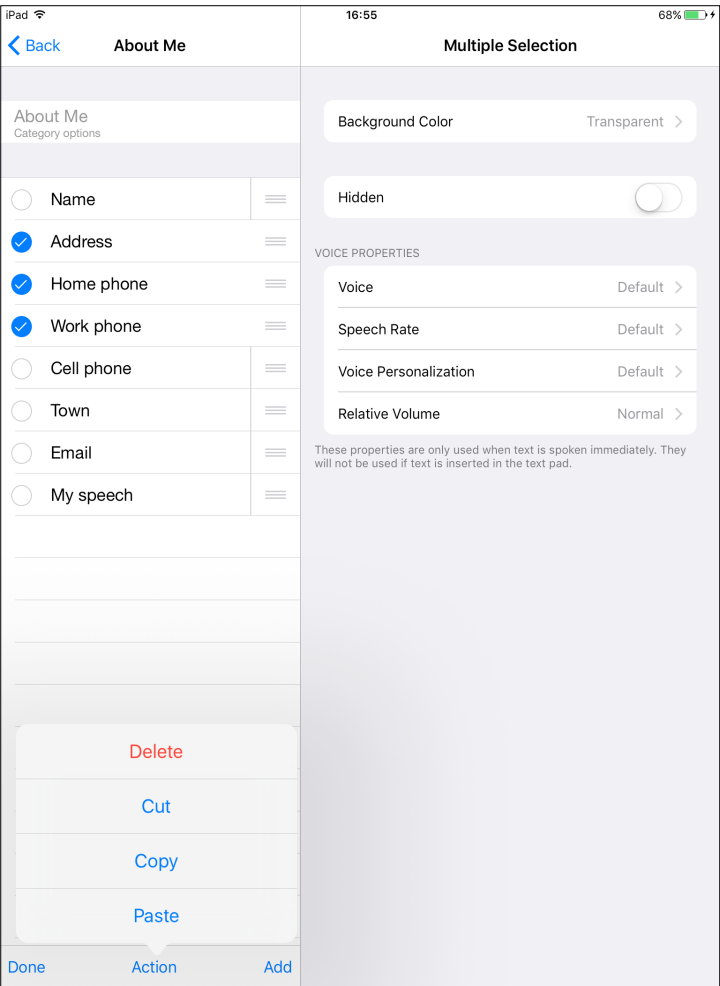 iPad 16:55 68%
Back About Me Multiple Selection
About Me
Category options
Name
Address
Home phone
Work phone
Cell phone
Town
Email
My speech
Delete
Cut
Copy
Paste
Done Action Add
Background Color Transparent
Hidden
VOICE PROPERTIES
Voice Default
Speech Rate Default
Voice Personalization Default
Relative Volume Normal
These properties are only used when text is spoken immediately. They
will not be used if text is inserted in the text pad.